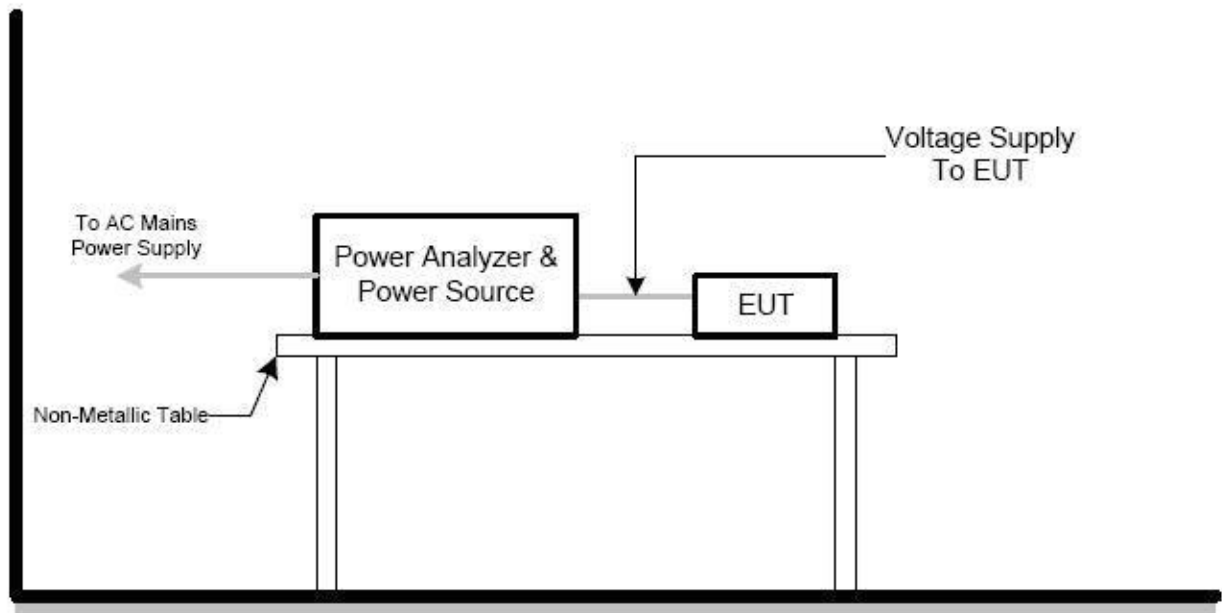 Voltage Supply
To EUT
To AC Mains
Power Supply
Power Analyzer &
Power Source
EUT
Non-Metallic Table